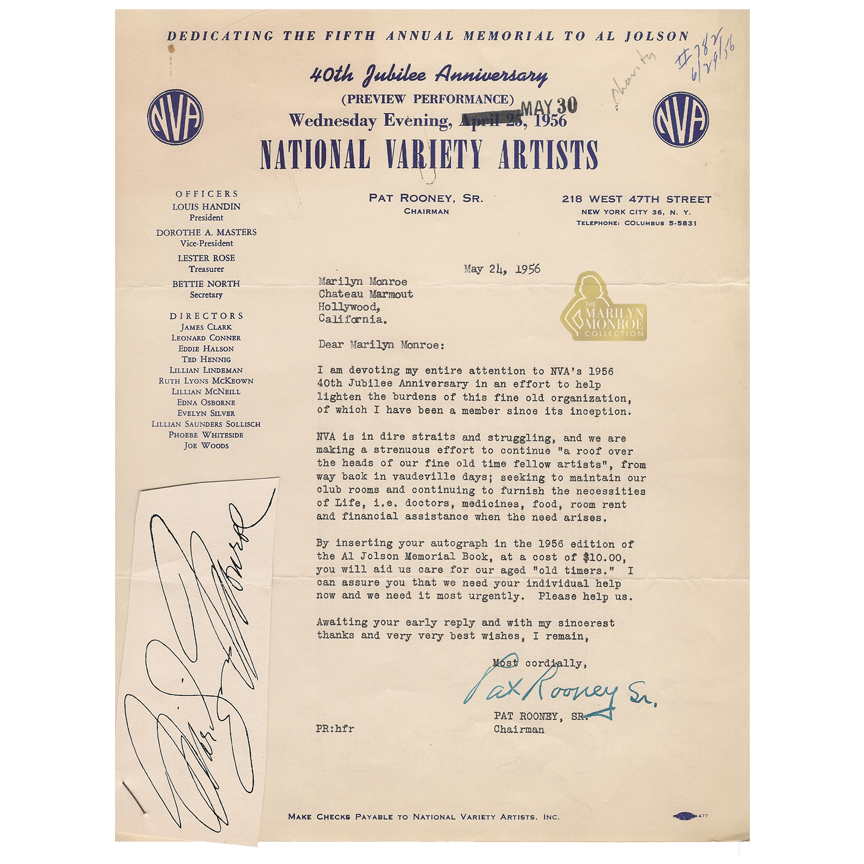 DEDICATING THE FIFTH ANNUAL MEMORIAL TO AL JOLSON
Charity
II 782
6/29/56
40th Jubilee Anniversary
(PREVIEW PERFORMANCE)
MAY 30
Wednesday Evening, April 25, 1956
NVA
NVA
NATIONAL VARIETY ARTISTS
OFFICERS
LOUIS HANDIN
President
DOROTHE A. MASTERS
Vice-President
LESTER ROSE
Treasurer
BETTIE NORTH
Secretary
DIRECTORS
JAMES CLARK
LEONARD CONNER
EDDIE HALSON
TED HENNIG
LILLIAN LINDEMAN
RUTH LYONS MCKEOWN
LILLIAN MCNEILL
EDNA OSBORNE
EVELYN SILVER
LILLIAN SAUNDERS SOLLISCH
PHOEBE WHITESIDE
JOE WOODS
PAT ROONEY, SR.
CHAIRMAN
218 WEST 47TH STREET
NEW YORK CITY 36, N. Y.
TELEPHONE: COLUMBUS 5-5831
May 24, 1956
Marilyn Monroe
Chateau Marmout
Hollywood,
California.
THE
MARILYN
MONROE
COLLECTION
Dear Marilyn Monroe:
I am devoting my entire attention to NVA's 1956
40th Jubilee Anniversary in an effort to help
lighten the burdens of this fine old organization,
of which I have been a member since its inception.
NVA is in dire straits and struggling, and we are
making a strenuous effort to continue "a roof over
the heads of our fine old time fellow artists", from
way back in vaudeville days; seeking to maintain our
club rooms and continuing to furnish the necessities
of Life, i.e. doctors, medicines, food, room rent
and financial assistance when the need arises.
By inserting your autograph in the 1956 edition of
the Al Jolson Memorial Book, at a cost of $10.00,
you will aid us care for our aged "old timers." I
can assure you that we need your individual help
now and we need it most urgently. Please help us.
Awaiting your early reply and with my sincerest
thanks and very very best wishes, I remain,
Most cordially,
Pat Rooney Sr.
PAT ROONEY, SR.
Chairman
PR:hfr
Marilyn Monroe
MAKE CHECKS PAYABLE TO NATIONAL VARIETY ARTISTS, INC.
477